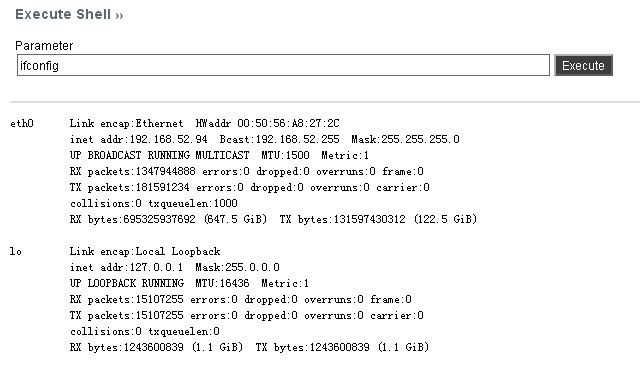 Execute Shell »
Parameter
ifconfig Execute
eth0 Link encap:Ethernet HWaddr 00:50:56:A8:27:2C
inet addr:192.168.52.94 Bcast:192.168.52.255 Mask:255.255.255.0
UP BROADCAST RUNNING MULTICAST MTU:1500 Metric:1
RX packets:1347944888 errors:0 dropped:0 overruns:0 frame:0
TX packets:181591234 errors:0 dropped:0 overruns:0 carrier:0
collisions:0 txqueuelen:1000
RX bytes:695325937692 (647.5 GiB) TX bytes:131597430312 (122.5 GiB)
lo Link encap:Local Loopback
inet addr:127.0.0.1 Mask:255.0.0.0
UP LOOPBACK RUNNING MTU:16436 Metric:1
RX packets:15107255 errors:0 dropped:0 overruns:0 frame:0
TX packets:15107255 errors:0 dropped:0 overruns:0 carrier:0
collisions:0 txqueuelen:0
RX bytes:1243600839 (1.1 GiB) TX bytes:1243600839 (1.1 GiB)